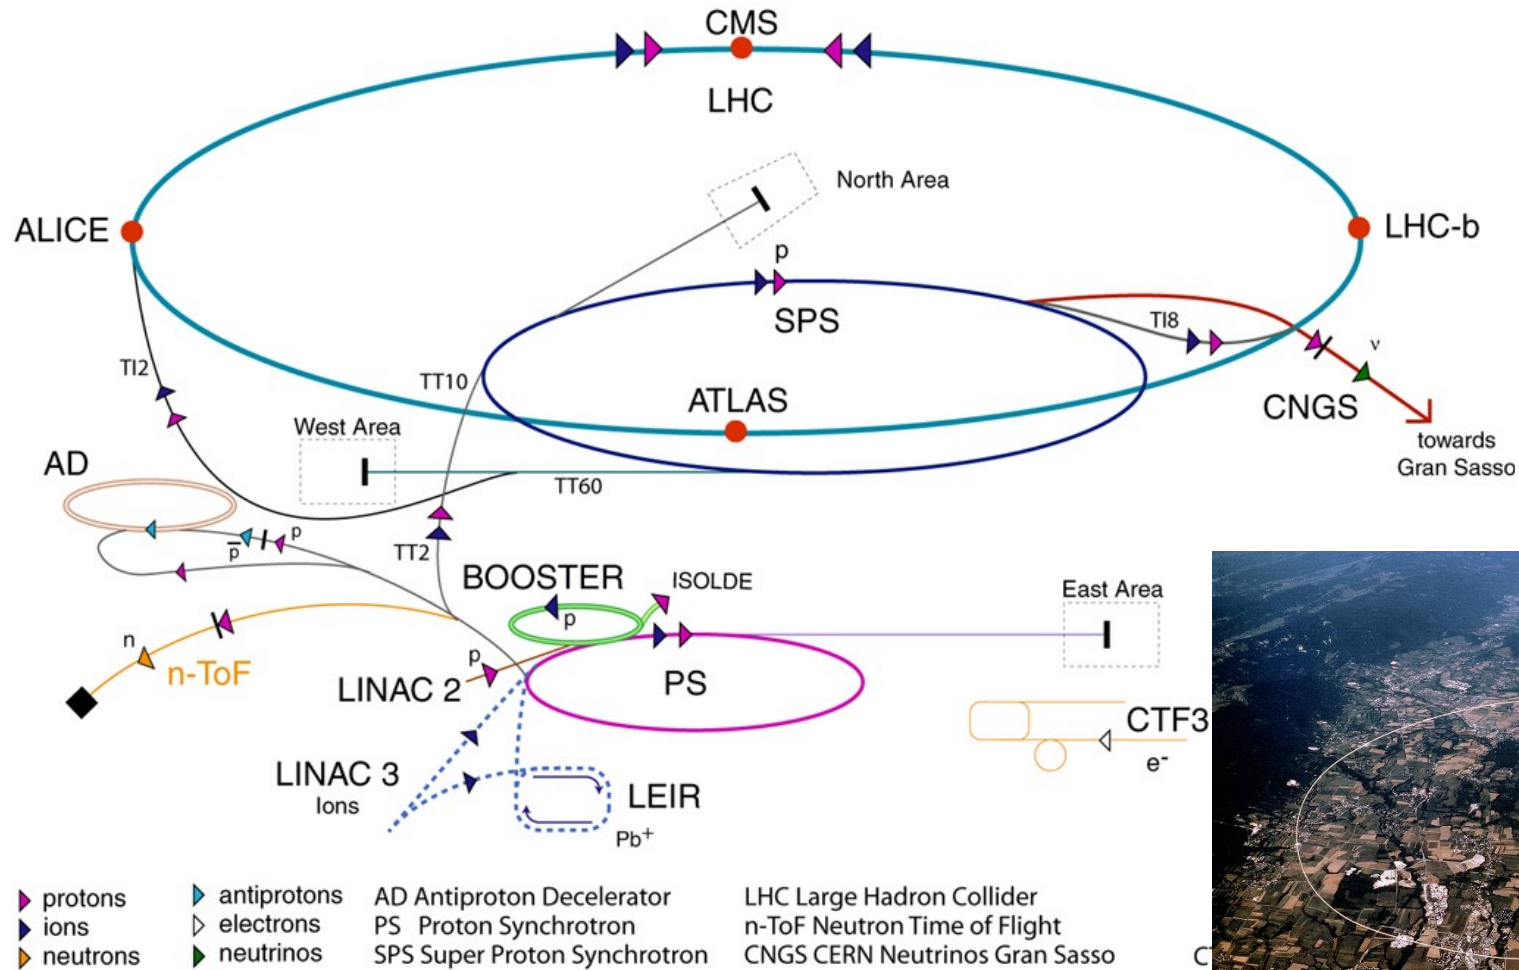 CMS
LHC
North Area
ALICE
LHC-b
p
SPS
TI8
ν
TI2
TT10
ATLAS
CNGS
West Area
towards
Gran Sasso
AD
TT60
p
p̅
TT2
BOOSTER
ISOLDE
East Area
p
n
n-ToF
p
LINAC 2
PS
CTF3
e-
LINAC 3
Ions
LEIR
Pb+
protons
ions
neutrons
antiprotons
electrons
neutrinos
AD Antiproton Decelerator
PS Proton Synchrotron
SPS Super Proton Synchrotron
LHC Large Hadron Collider
n-ToF Neutron Time of Flight
CNGS CERN Neutrinos Gran Sasso